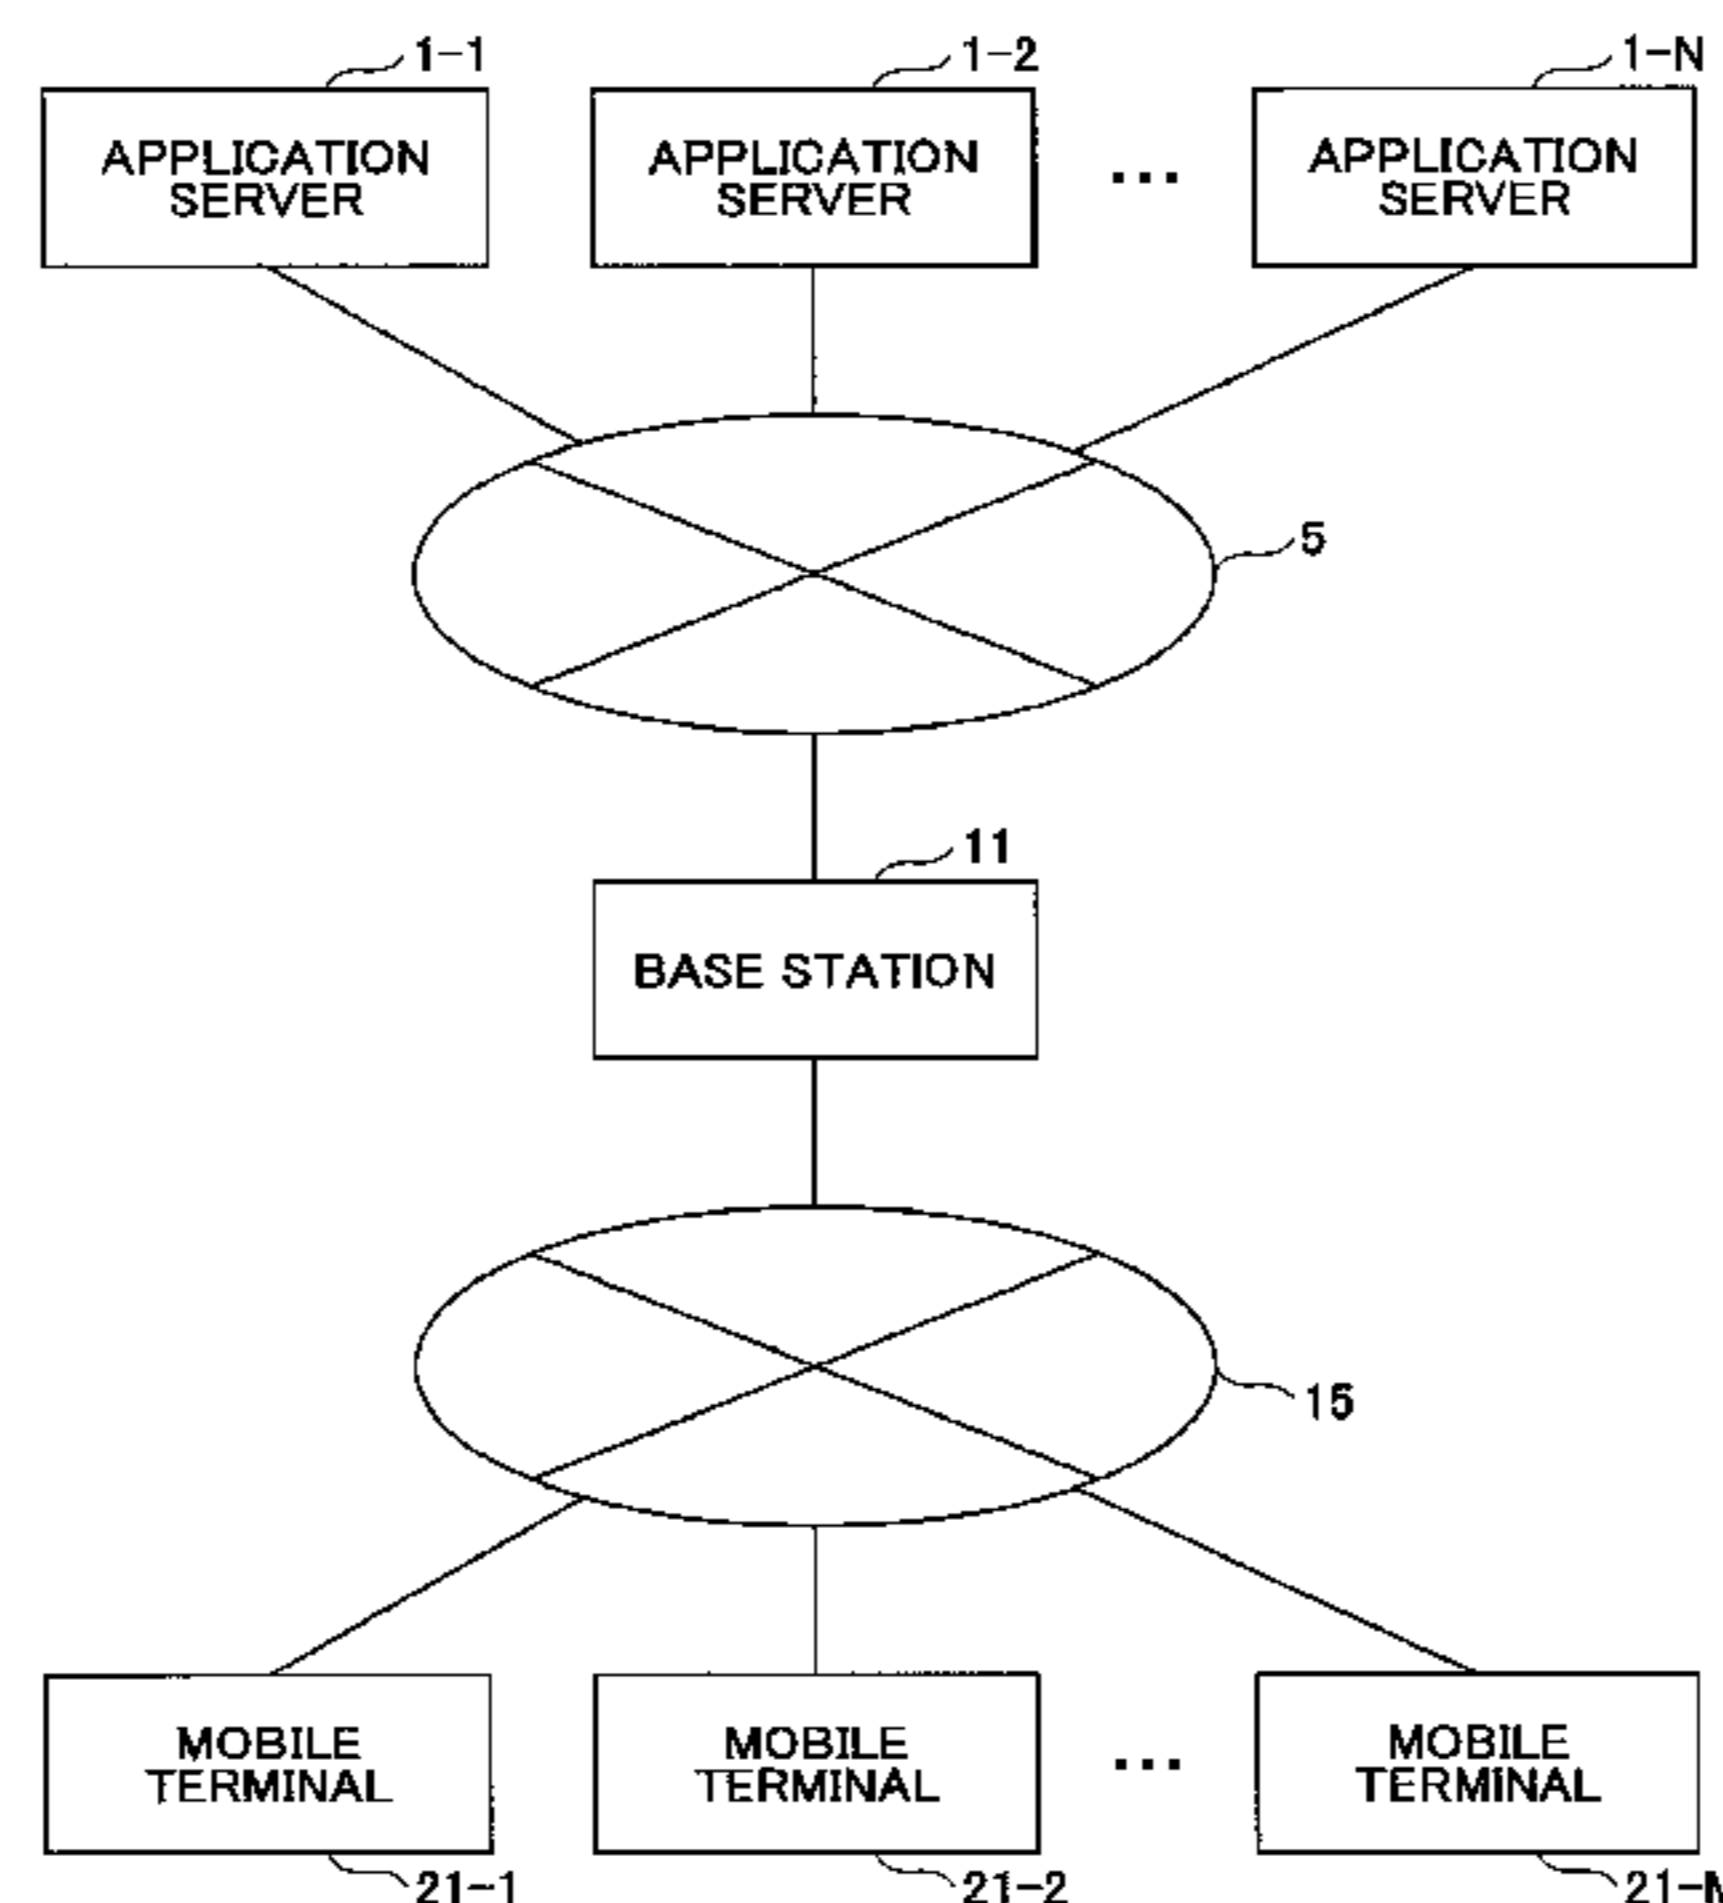 1-1
1-2
1-N
APPLICATION
SERVER
APPLICATION
SERVER
...
APPLICATION
SERVER
5
11
BASE STATION
15
MOBILE
TERMINAL
MOBILE
TERMINAL
...
MOBILE
TERMINAL
21-1
21-2